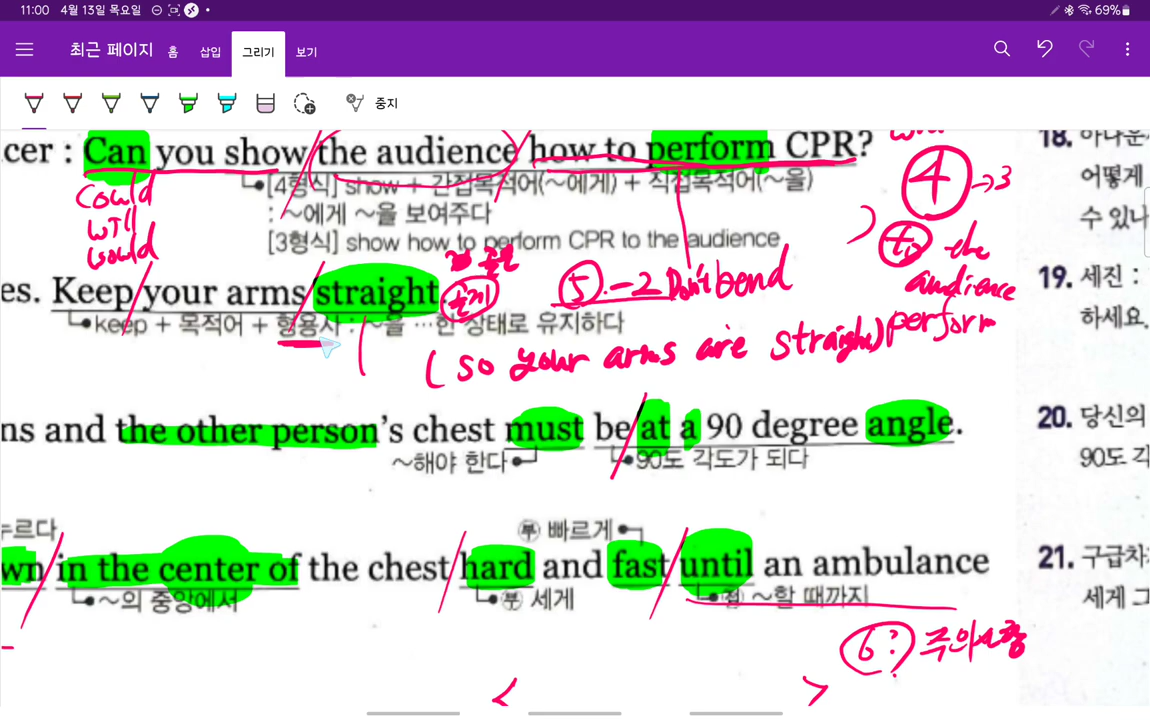 11:00 4월 13일 목요일 69%
최근 페이지 홈 삽입 그리기 보기
중지
cer : Can you show the audience how to perform CPR?
[4형식] show + 간접목적어(~에게) + 직접목적어(~을)
: ~에게 ~을 보여주다
[3형식] show how to perform CPR to the audience
could
will
would
4 → 3
to the
audience
es. Keep your arms straight.
keep + 목적어 + 형용사 : ~을 …한 상태로 유지하다
5 - 2 Don't bend
(so your arms are straight) perform
ns and the other person's chest must be at a 90 degree angle.
~해야 한다
90도 각도가 되다
누르다
부 빠르게
wn in the center of the chest hard and fast until an ambulance
~의 중앙에서
부 세게
접 ~할 때까지
6? 주의사항
< >
18. 하나운
어떻게
수 있나
19. 세진 :
하세요.
20. 당신의
90도 각
21. 구급차
세게 그